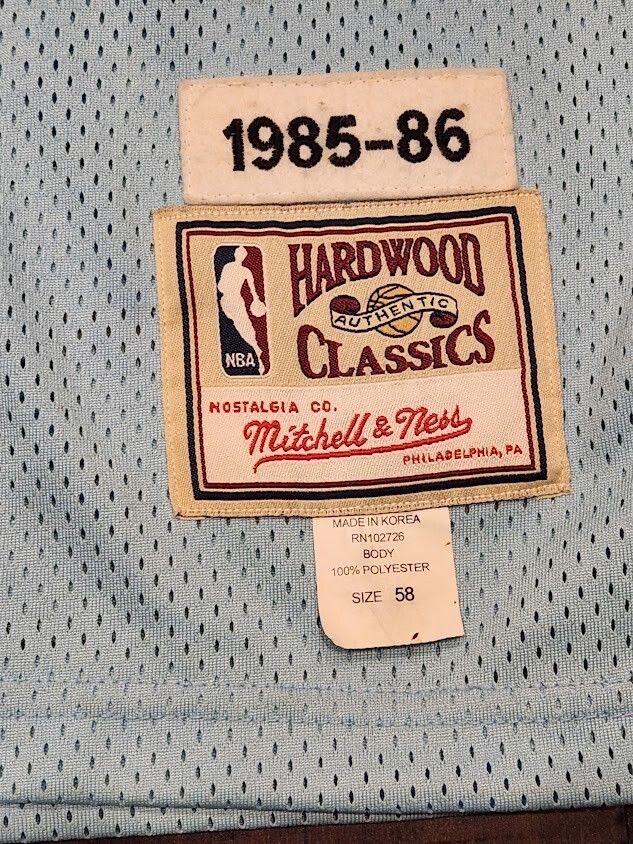 1985-86
HARDWOOD
AUTHENTIC
CLASSICS
NBA
NOSTALGIA CO.
Mitchell & Ness
PHILADELPHIA, PA
MADE IN KOREA
RN102726
BODY
100% POLYESTER
SIZE 58